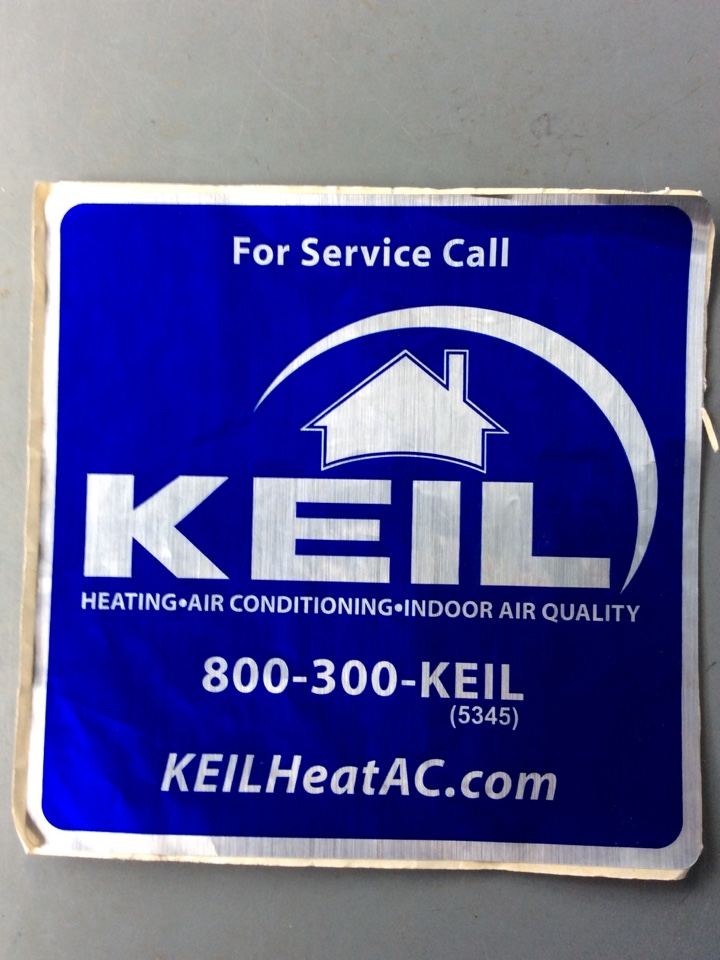 For Service Call
KEIL
HEATING•AIR CONDITIONING•INDOOR AIR QUALITY
800-300-KEIL
(5345)
KEILHeatAC.com